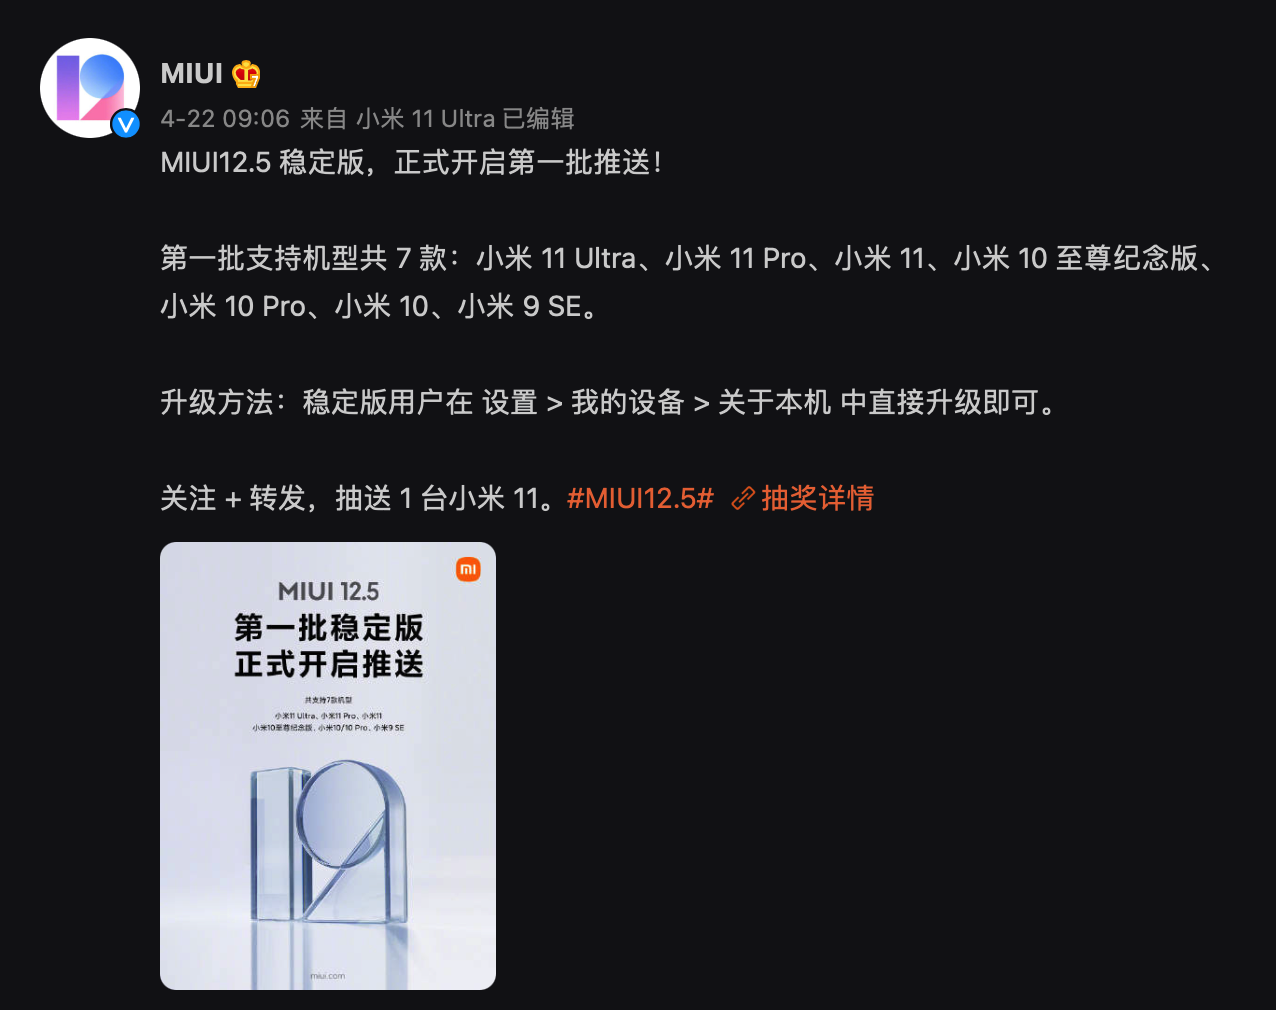 MIUI
4-22 09:06 来自 小米 11 Ultra 已编辑
MIUI12.5 稳定版，正式开启第一批推送！
第一批支持机型共 7 款：小米 11 Ultra、小米 11 Pro、小米 11、小米 10 至尊纪念版、
小米 10 Pro、小米 10、小米 9 SE。
升级方法：稳定版用户在 设置 > 我的设备 > 关于本机 中直接升级即可。
关注 + 转发，抽送 1 台小米 11。#MIUI12.5# 抽奖详情
MIUI 12.5
第一批稳定版
正式开启推送
共支持7款机型
小米11 Ultra、小米11 Pro、小米11
小米10至尊纪念版、小米10/10 Pro、小米9 SE
miui.com